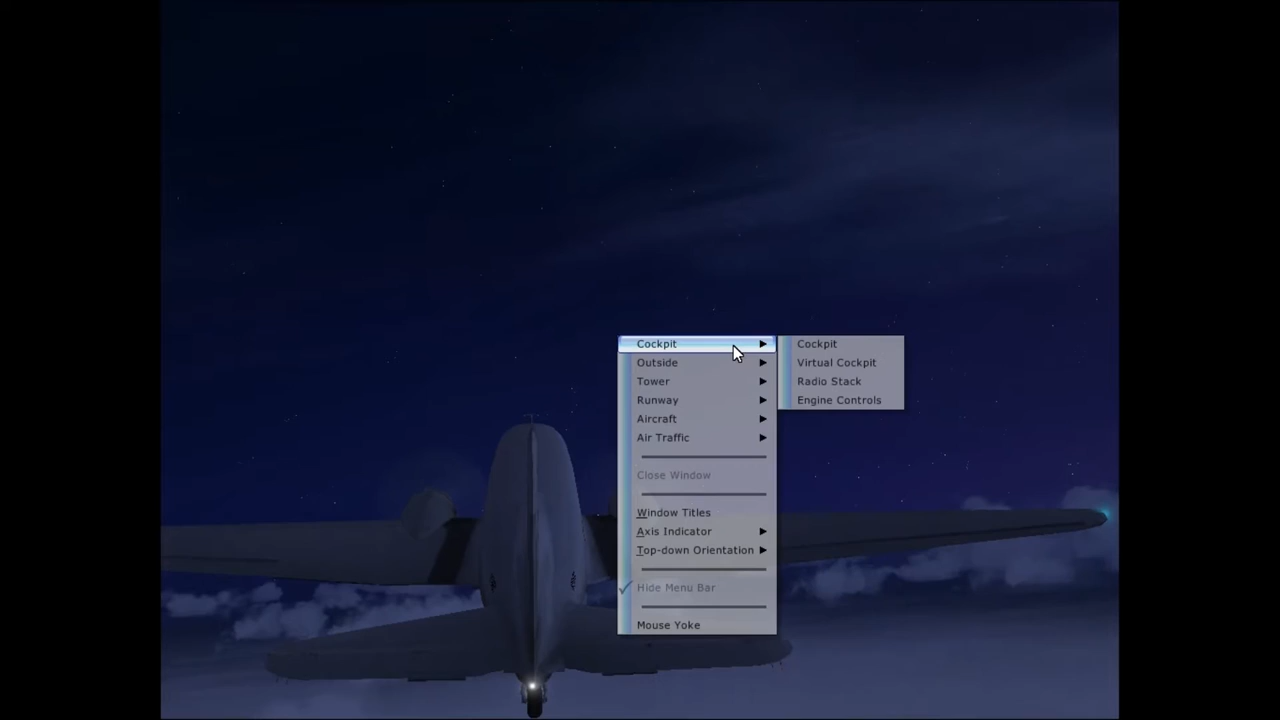 Cockpit
Outside
Tower
Runway
Aircraft
Air Traffic
Close Window
Window Titles
Axis Indicator
Top-down Orientation
Hide Menu Bar
Mouse Yoke
Cockpit
Virtual Cockpit
Radio Stack
Engine Controls